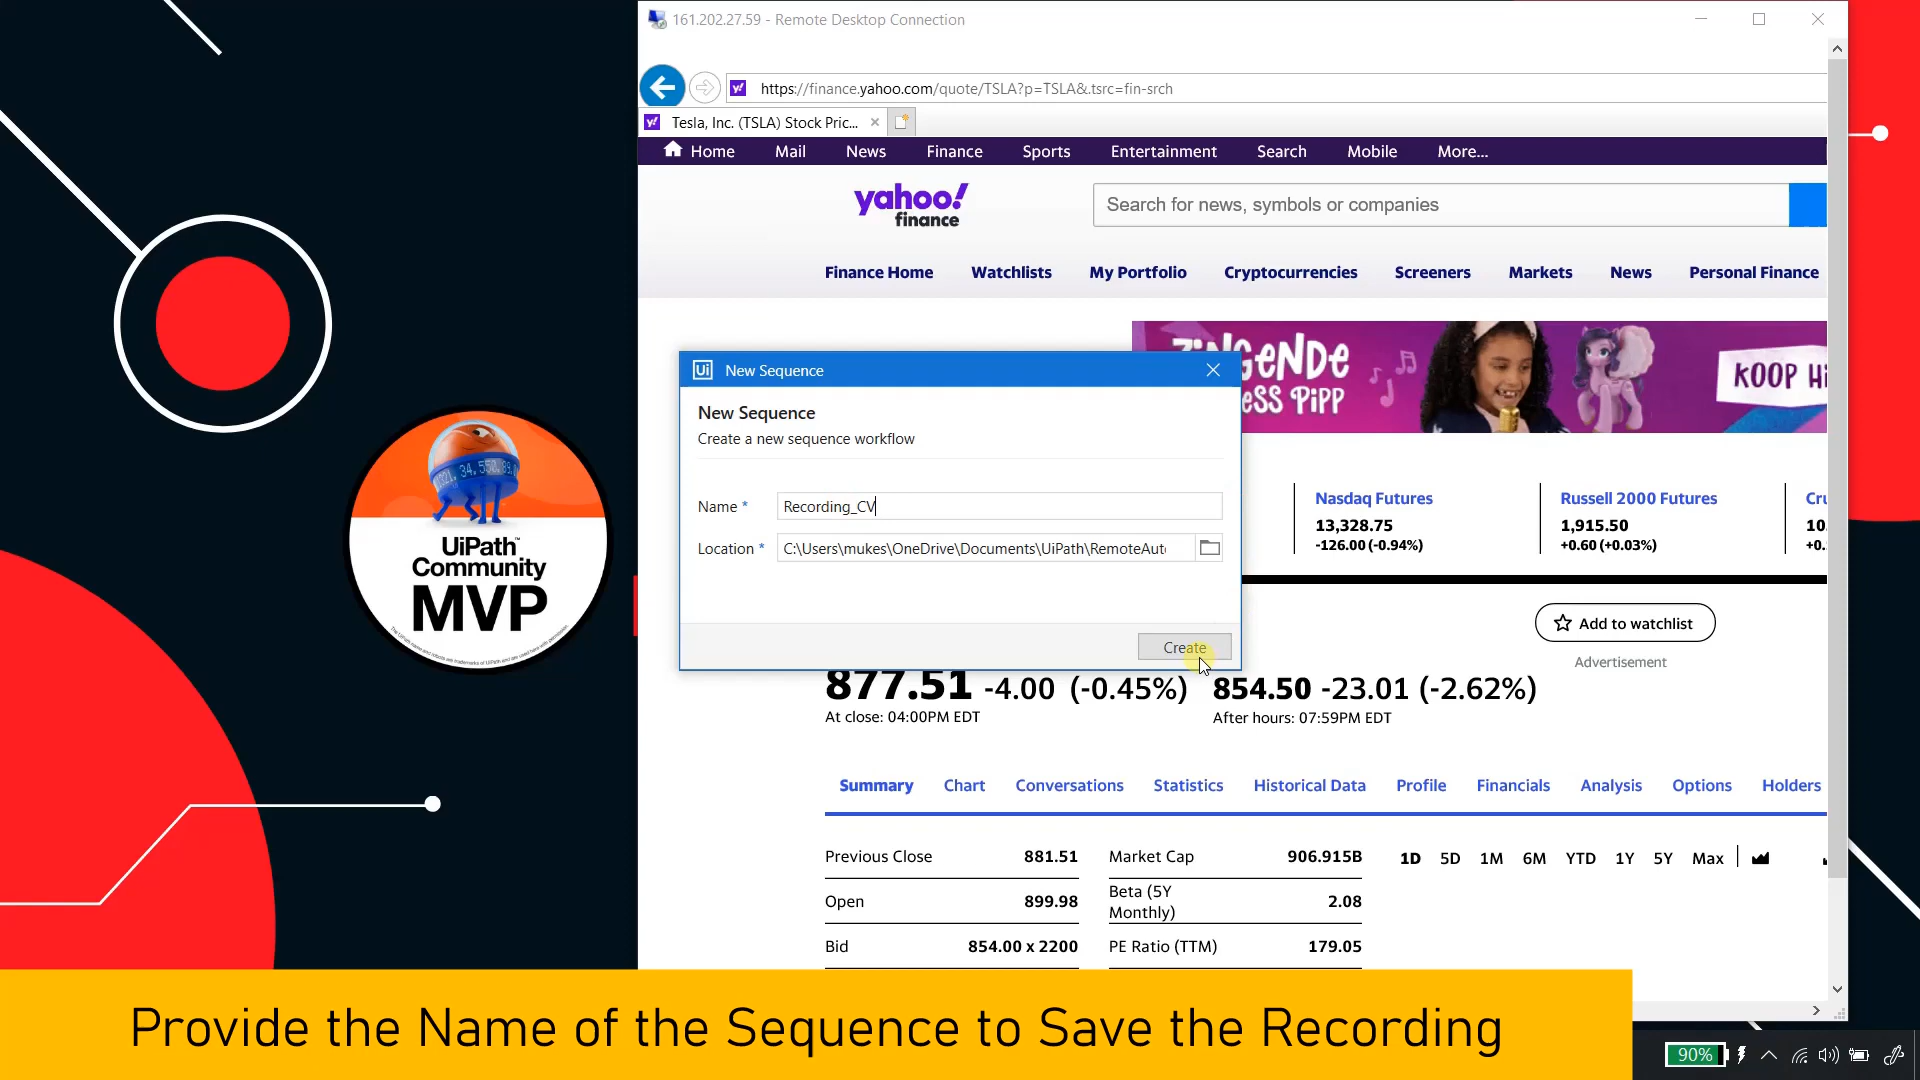 161.202.27.59 - Remote Desktop Connection
https://finance.yahoo.com/quote/TSLA?p=TSLA&.tsrc=fin-srch
Tesla, Inc. (TSLA) Stock Pric...
Home Mail News Finance Sports Entertainment Search Mobile More...
yahoo!
finance
Search for news, symbols or companies
Finance Home Watchlists My Portfolio Cryptocurrencies Screeners Markets News Personal Finance
KOOP
ESS PiPP
Ui New Sequence
New Sequence
Create a new sequence workflow
Name * Recording_CV
Location * C:\Users\mukes\OneDrive\Documents\UiPath\RemoteAut
Create
Nasdaq Futures
13,328.75
-126.00 (-0.94%)
Russell 2000 Futures
1,915.50
+0.60 (+0.03%)
Cr
10
+0.
UiPath™
Community
MVP
Add to watchlist
Advertisement
877.51 -4.00 (-0.45%) 854.50 -23.01 (-2.62%)
At close: 04:00PM EDT After hours: 07:59PM EDT
Summary Chart Conversations Statistics Historical Data Profile Financials Analysis Options Holders
Previous Close 881.51
Open 899.98
Bid 854.00 x 2200
Market Cap 906.915B
Beta (5Y
Monthly) 2.08
PE Ratio (TTM) 179.05
1D 5D 1M 6M YTD 1Y 5Y Max
Provide the Name of the Sequence to Save the Recording
90%